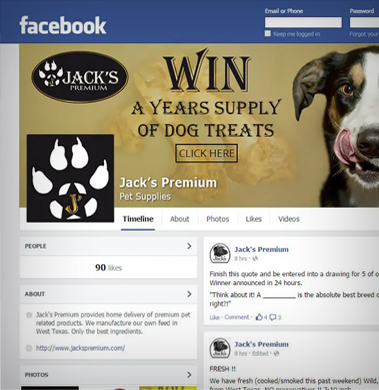 facebook
Email or Phone
Password
Keep me logged in
Forgot your
JACK'S
PREMIUM
WIN
A YEARS SUPPLY
OF DOG TREATS
CLICK HERE
J
Jack's Premium
Pet Supplies
Timeline About Photos Likes Videos
PEOPLE
90 likes
ABOUT
Jack's Premium provides home delivery of premium pet
related products. We manufacture our own feed in
West Texas. Only the best ingredients.
http://www.jackspremium.com/
PHOTOS
Jack's Premium
8 hrs ·
Finish this quote and be entered into a drawing for 5 of o
Winner announced in 24 hours.
"Think about it! A __________ is the absolute best breed o
right?!"
Like · Comment · 4 3
Jack's Premium
8 hrs · Edited ·
FRESH !!
We have fresh (cooked/smoked this past weekend) Wild,